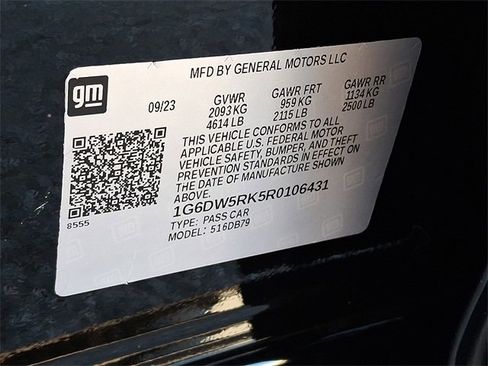 MFD BY GENERAL MOTORS LLC
gm
09/23
GVWR
2093 KG
4614 LB
GAWR FRT
959 KG
2115 LB
GAWR RR
1134 KG
2500 LB
THIS VEHICLE CONFORMS TO ALL
APPLICABLE U.S. FEDERAL MOTOR
VEHICLE SAFETY, BUMPER, AND THEFT
PREVENTION STANDARDS IN EFFECT ON
THE DATE OF MANUFACTURE SHOWN
ABOVE.
8555
1G6DW5RK5R0106431
TYPE: PASS CAR
MODEL: 516DB79